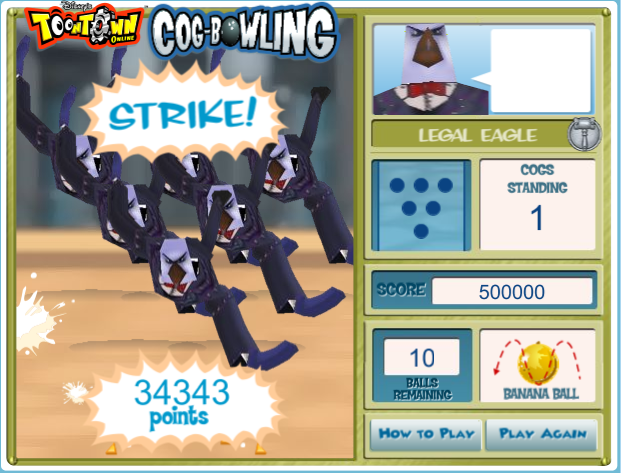 Disney's
TOONTOWN
ONLINE
COG-BOWLING
STRIKE!
34343
points
LEGAL EAGLE
COGS
STANDING
1
SCORE 500000
10
BALLS
REMAINING
BANANA BALL
HOW TO PLAY PLAY AGAIN